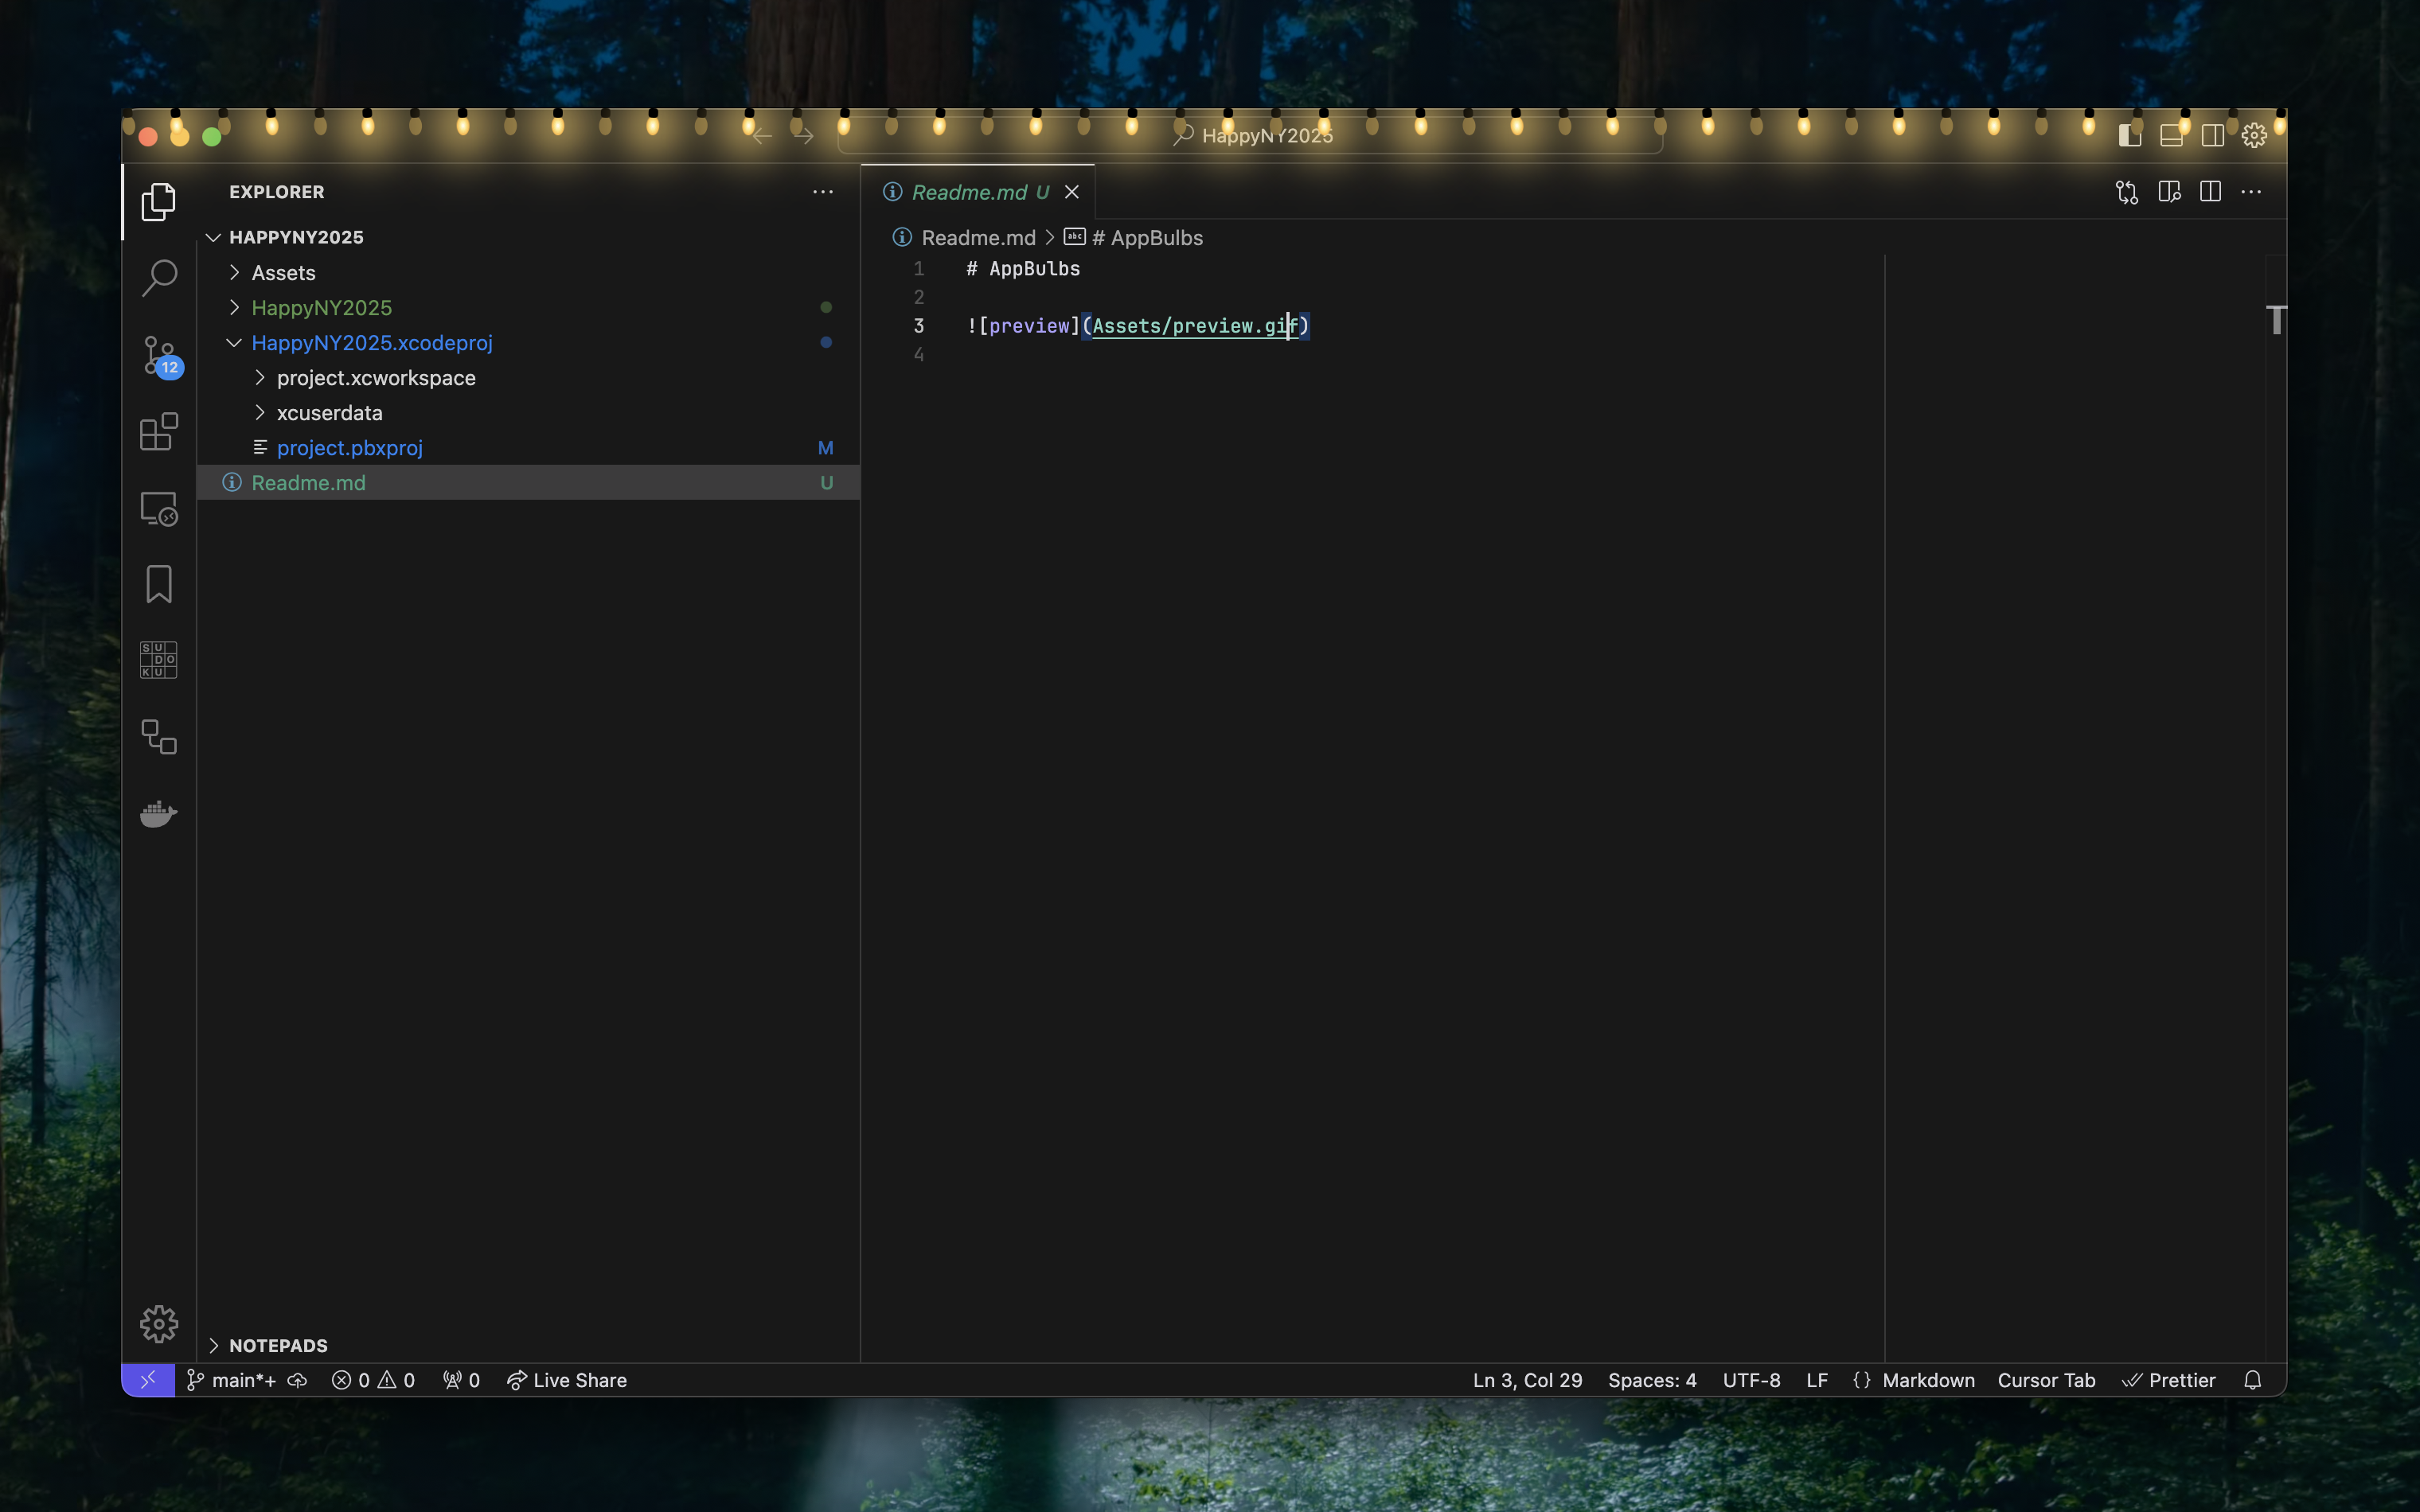 HappyNY2025
EXPLORER
HAPPYNY2025
Assets
HappyNY2025
HappyNY2025.xcodeproj
project.xcworkspace
xcuserdata
project.pbxproj M
Readme.md U
NOTEPADS
12
SU
DO
KU
Readme.md U
Readme.md > # AppBulbs
1 # AppBulbs
2
3 ![preview](Assets/preview.gif)
4
main*+ 0 0 0 Live Share
Ln 3, Col 29 Spaces: 4 UTF-8 LF {} Markdown Cursor Tab Prettier